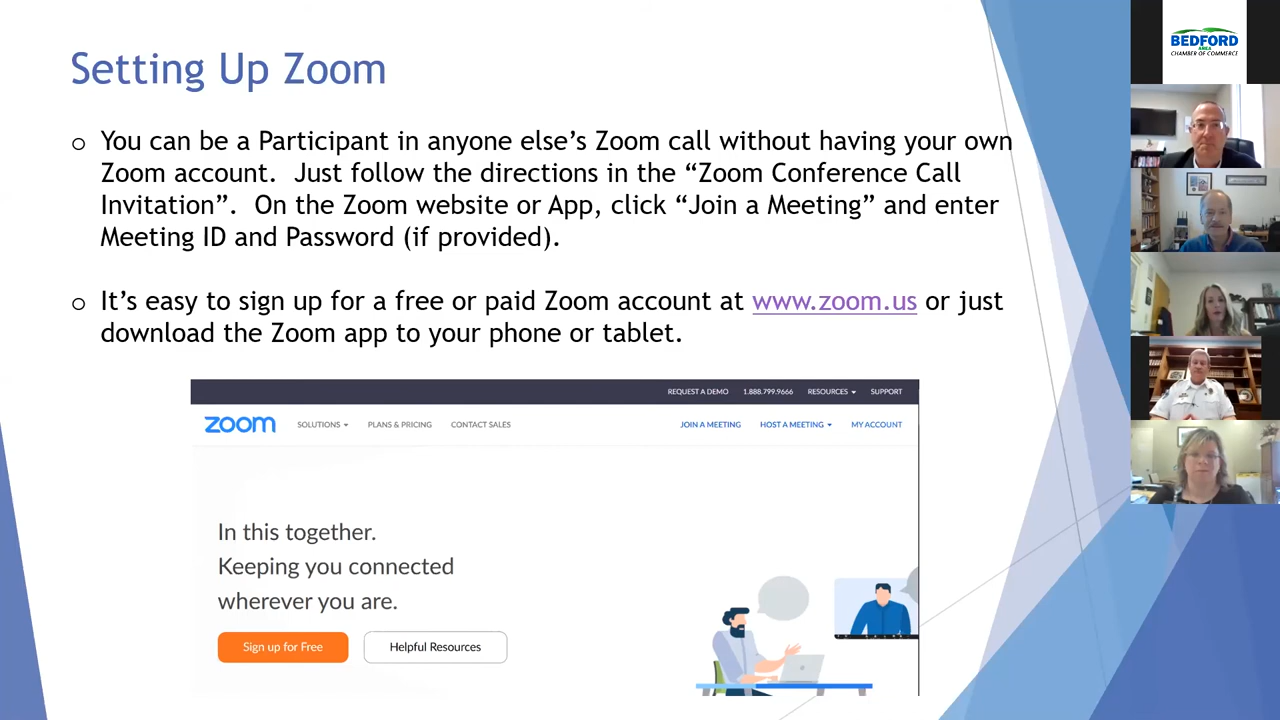 Setting Up Zoom
o You can be a Participant in anyone else’s Zoom call without having your own
Zoom account.  Just follow the directions in the “Zoom Conference Call
Invitation”.  On the Zoom website or App, click “Join a Meeting” and enter
Meeting ID and Password (if provided).
o It’s easy to sign up for a free or paid Zoom account at www.zoom.us or just
download the Zoom app to your phone or tablet.
REQUEST A DEMO 1.888.799.9666 RESOURCES SUPPORT
zoom SOLUTIONS PLANS & PRICING CONTACT SALES JOIN A MEETING HOST A MEETING MY ACCOUNT
In this together.
Keeping you connected
wherever you are.
Sign up for Free Helpful Resources
BEDFORD
AREA
CHAMBER OF COMMERCE